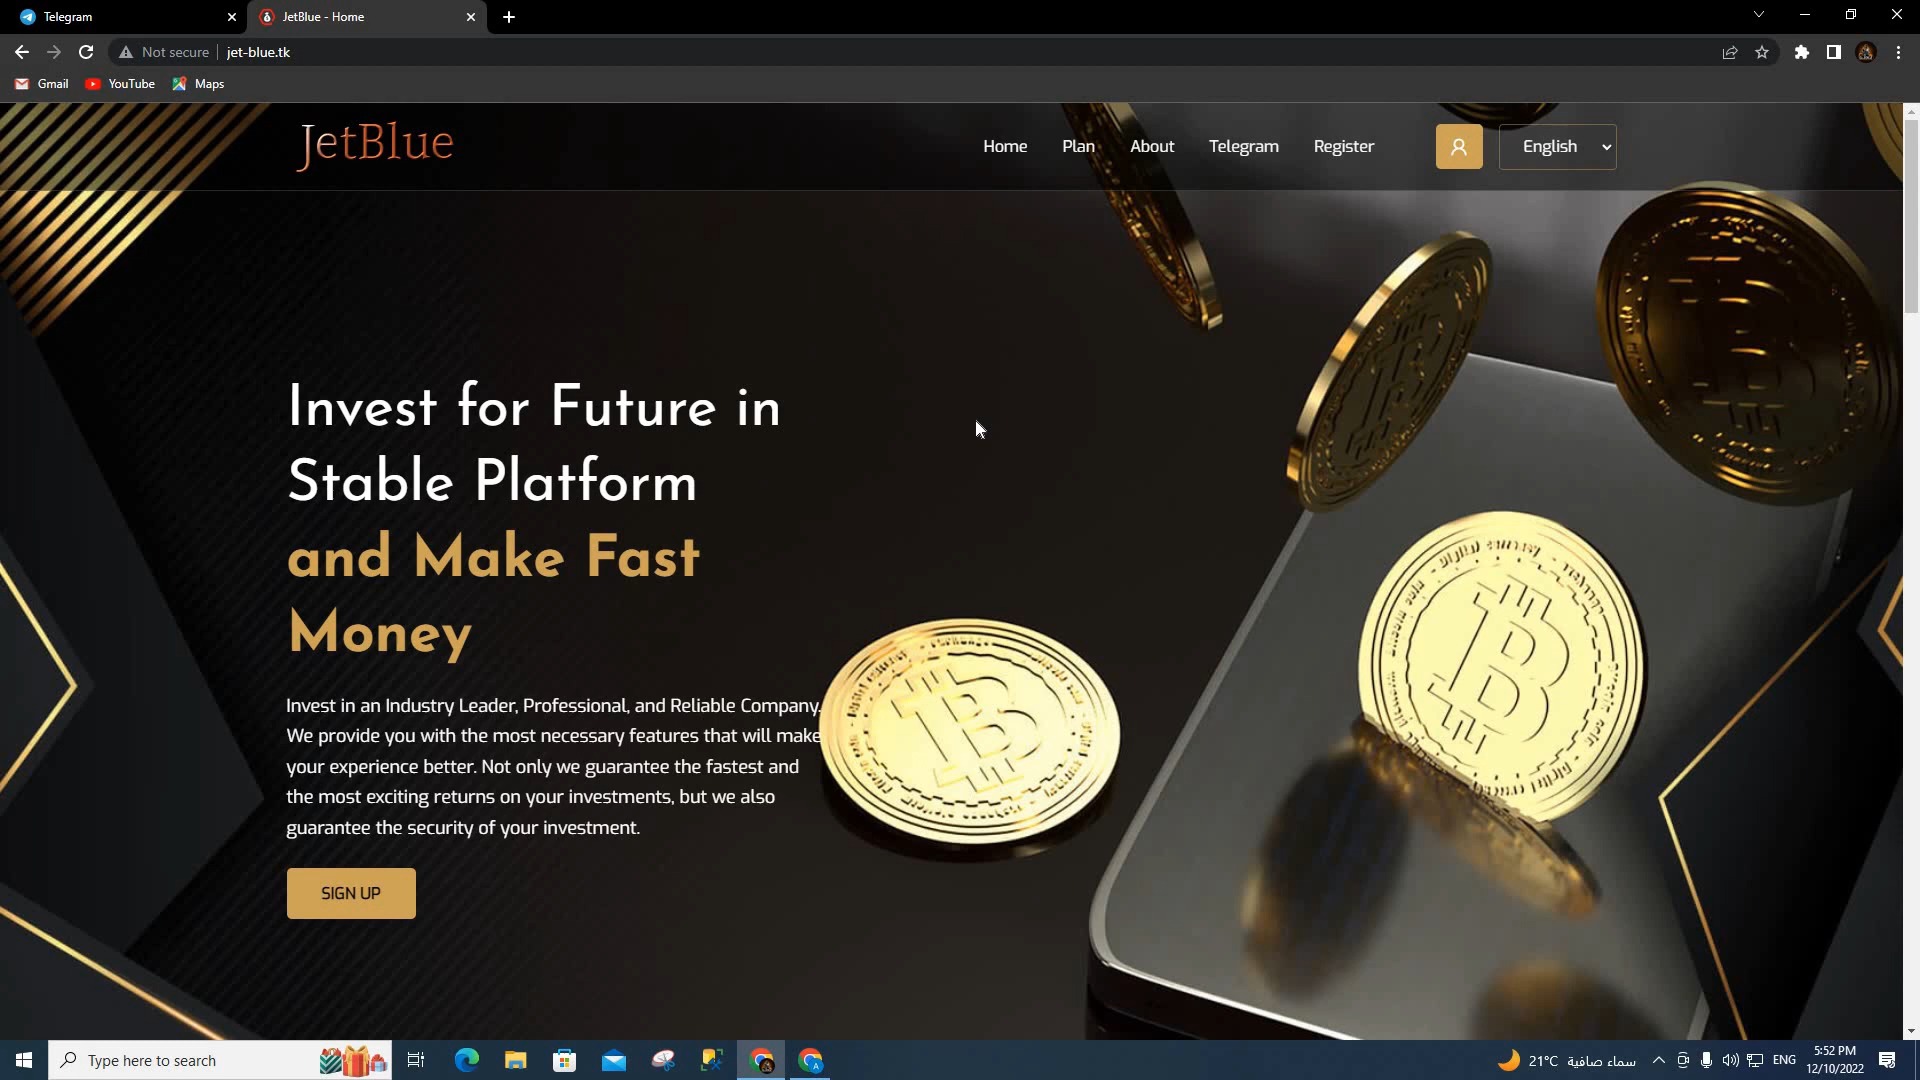 Telegram
JetBlue - Home
Not secure
jet-blue.tk
Gmail
YouTube
Maps
JetBlue
Home
Plan
About
Telegram
Register
English
Invest for Future in
Stable Platform
and Make Fast
Money
Invest in an Industry Leader, Professional, and Reliable Company.
We provide you with the most necessary features that will make
your experience better. Not only we guarantee the fastest and
the most exciting returns on your investments, but we also
guarantee the security of your investment.
SIGN UP
Type here to search
21°C سماء صافية
ENG
5:52 PM
12/10/2022